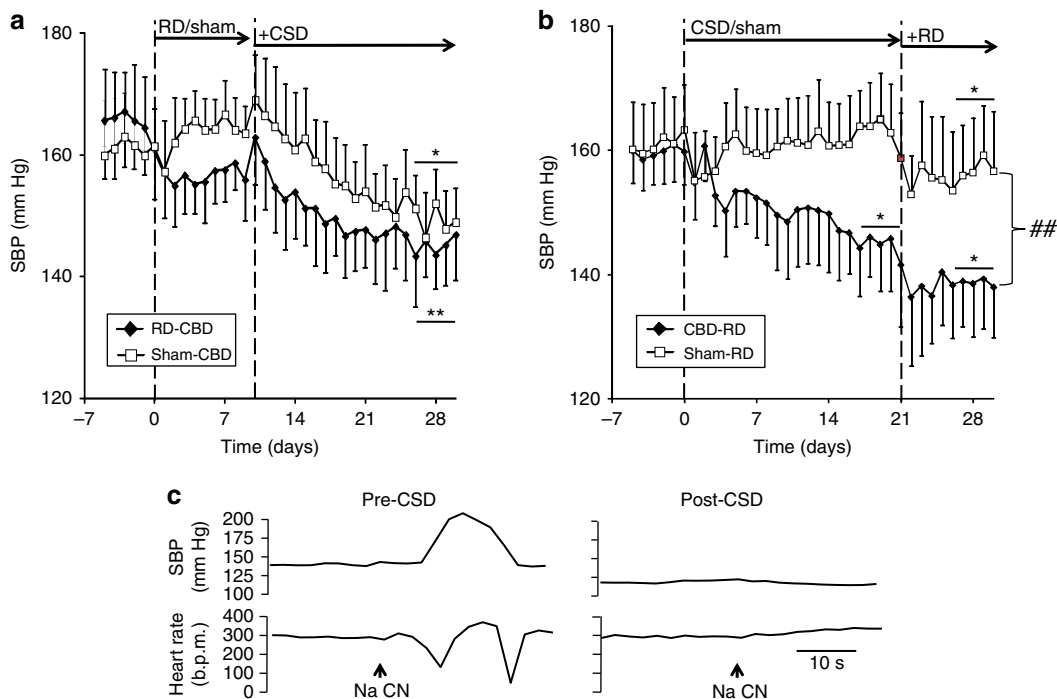 a
RD/sham
+CSD
180
160
140
120
SBP (mm Hg)
*
**
RD-CBD
Sham-CBD
–7
0
7
14
21
28
Time (days)
b
CSD/sham
+RD
180
160
140
120
SBP (mm Hg)
*
*
*
##
CBD-RD
Sham-RD
–7
0
7
14
21
28
Time (days)
c
Pre-CSD
Post-CSD
SBP
(mm Hg)
200
175
150
125
100
Heart rate
(b.p.m.)
400
300
200
100
0
Na CN
10 s
Na CN